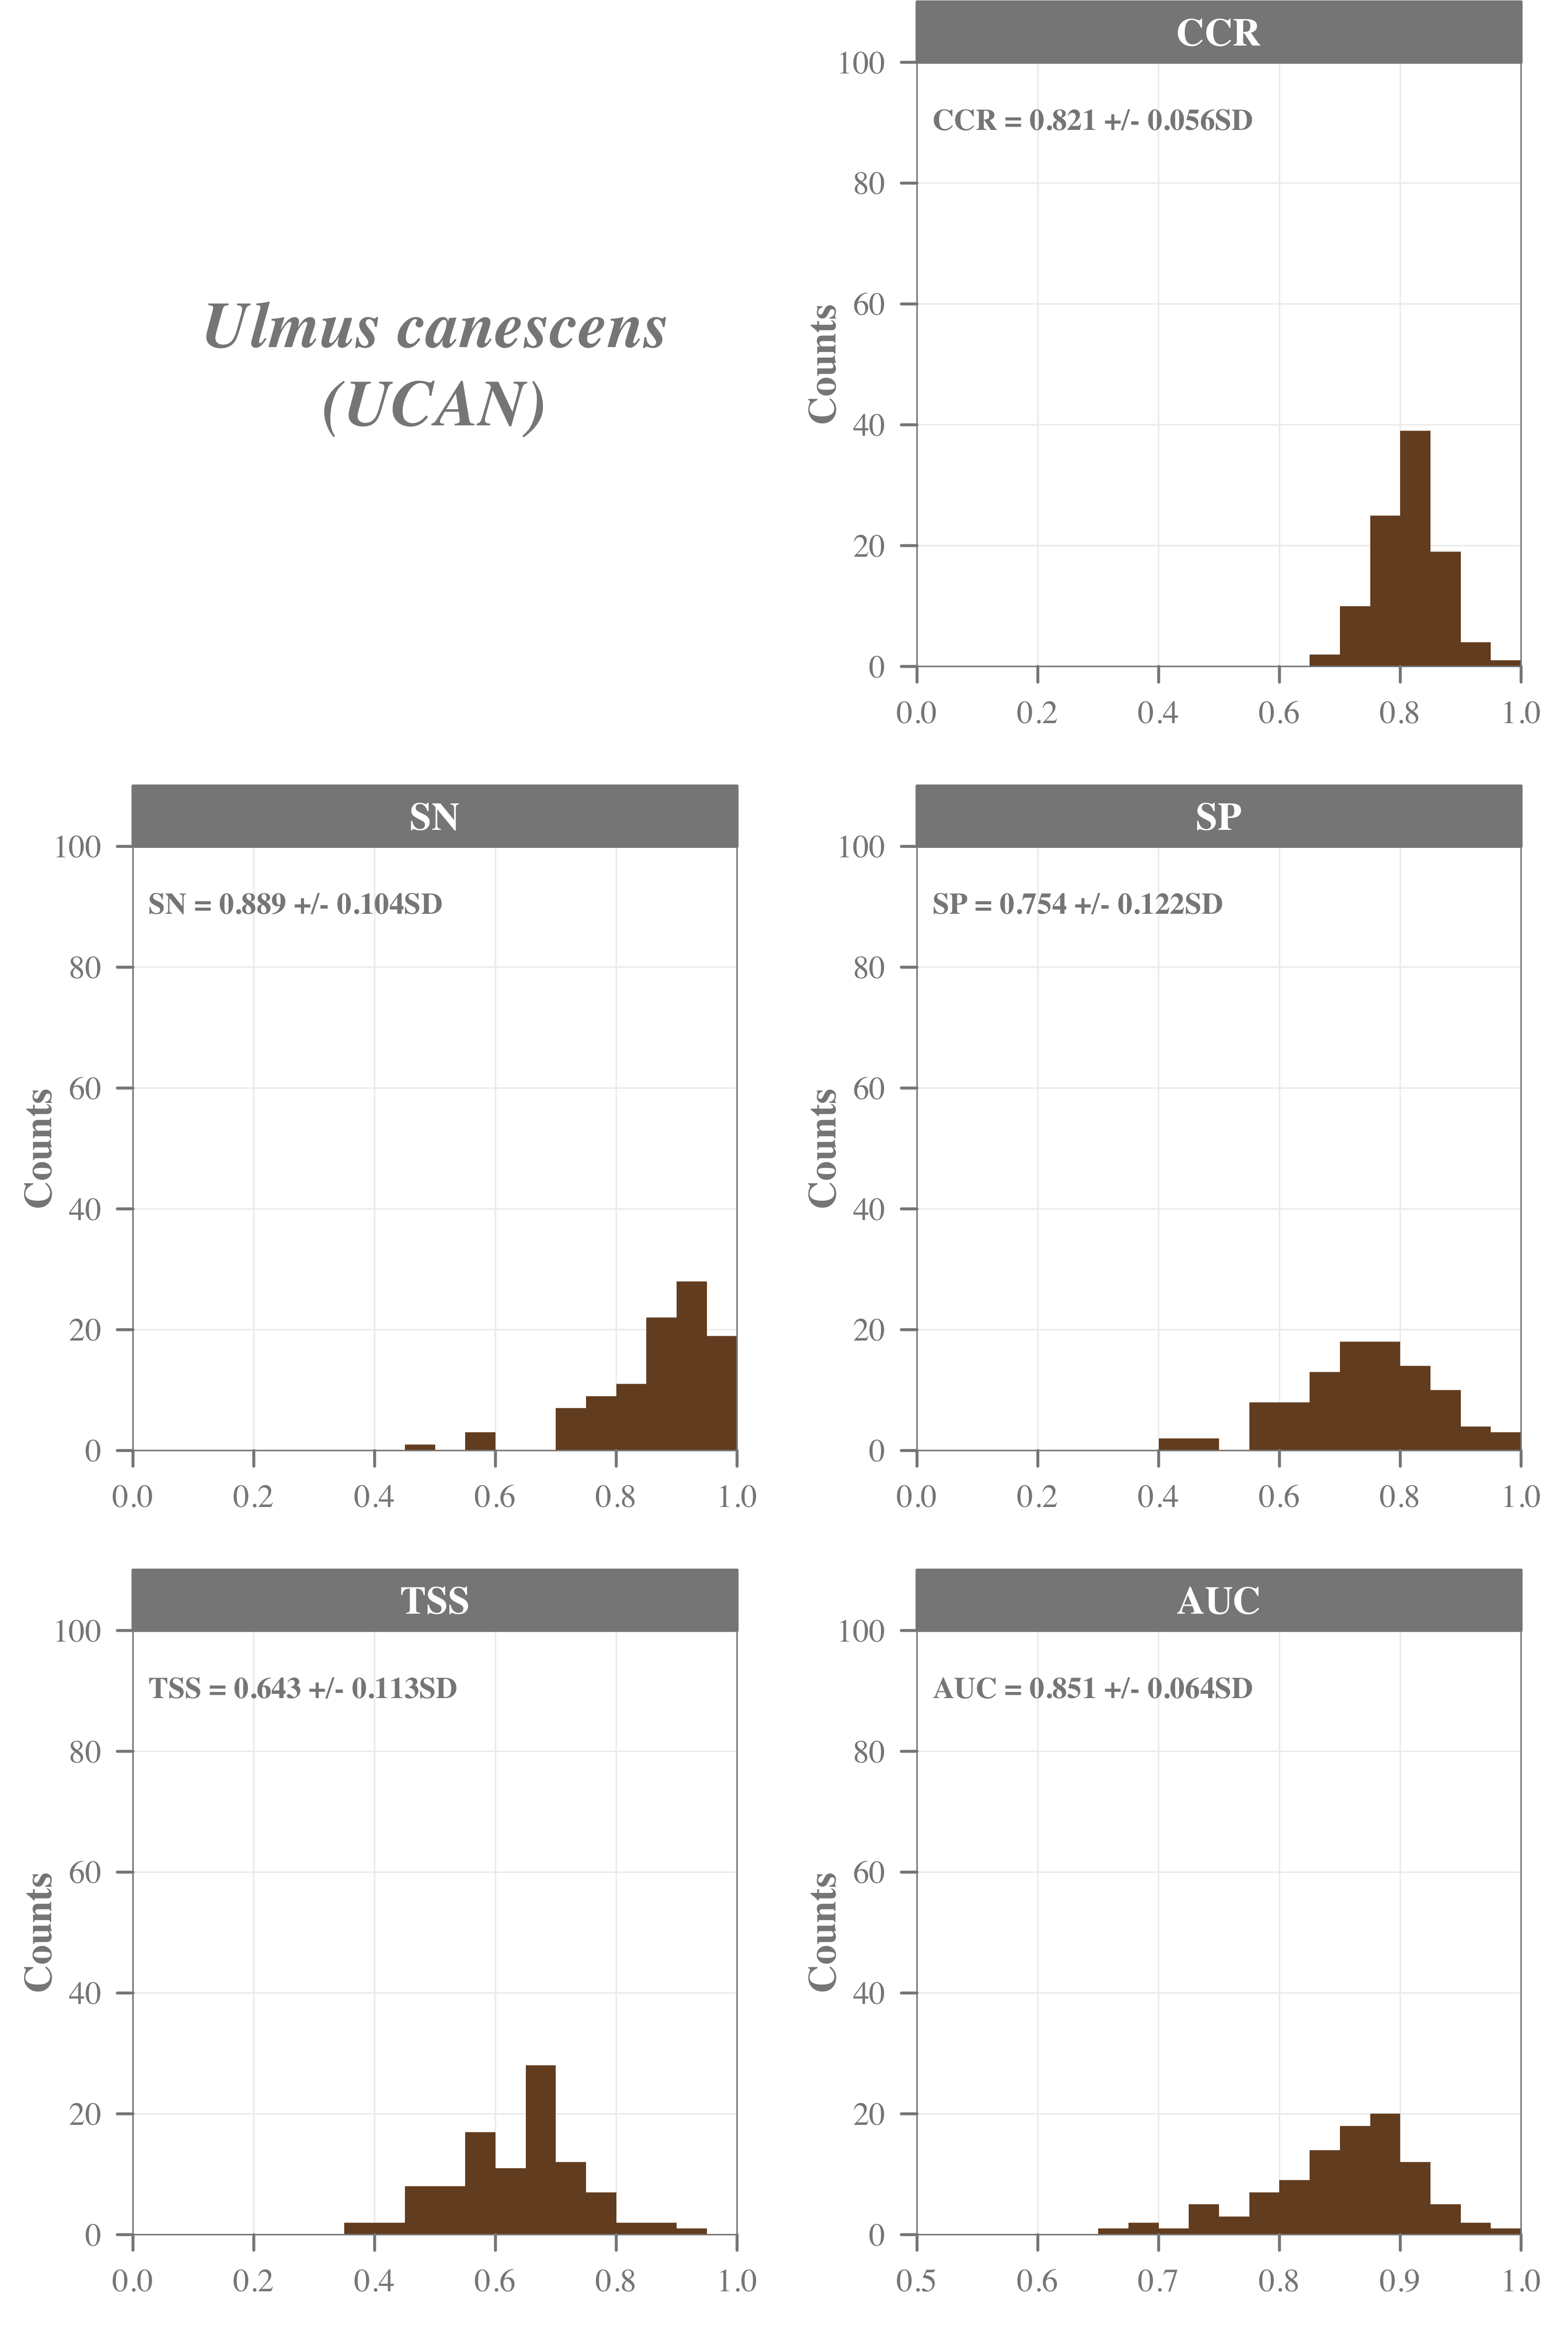 Ulmus canescens
(UCAN)
CCR
CCR = 0.821 +/- 0.056SD
100
80
60
40
20
0
Counts
0.0 0.2 0.4 0.6 0.8 1.0
SN
SN = 0.889 +/- 0.104SD
100
80
60
40
20
0
Counts
0.0 0.2 0.4 0.6 0.8 1.0
SP
SP = 0.754 +/- 0.122SD
100
80
60
40
20
0
Counts
0.0 0.2 0.4 0.6 0.8 1.0
TSS
TSS = 0.643 +/- 0.113SD
100
80
60
40
20
0
Counts
0.0 0.2 0.4 0.6 0.8 1.0
AUC
AUC = 0.851 +/- 0.064SD
100
80
60
40
20
0
Counts
0.5 0.6 0.7 0.8 0.9 1.0